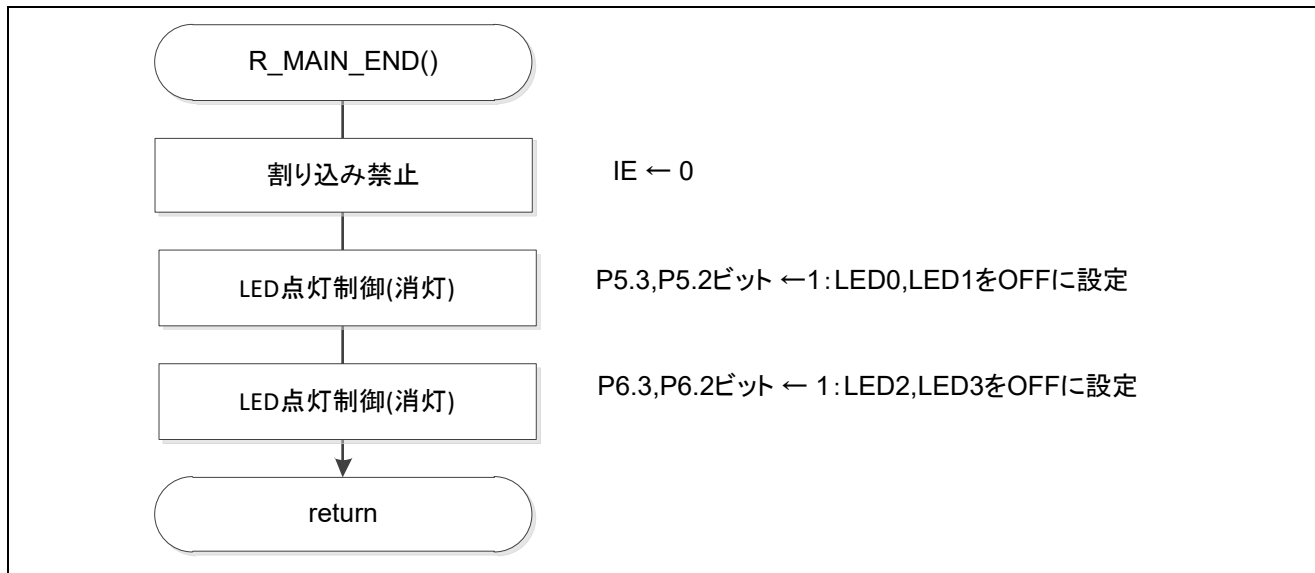 R_MAIN_END()
割り込み禁止
IE ← 0
LED点灯制御(消灯)
P5.3,P5.2ビット ←1:LED0,LED1をOFFに設定
LED点灯制御(消灯)
P6.3,P6.2ビット ← 1:LED2,LED3をOFFに設定
return